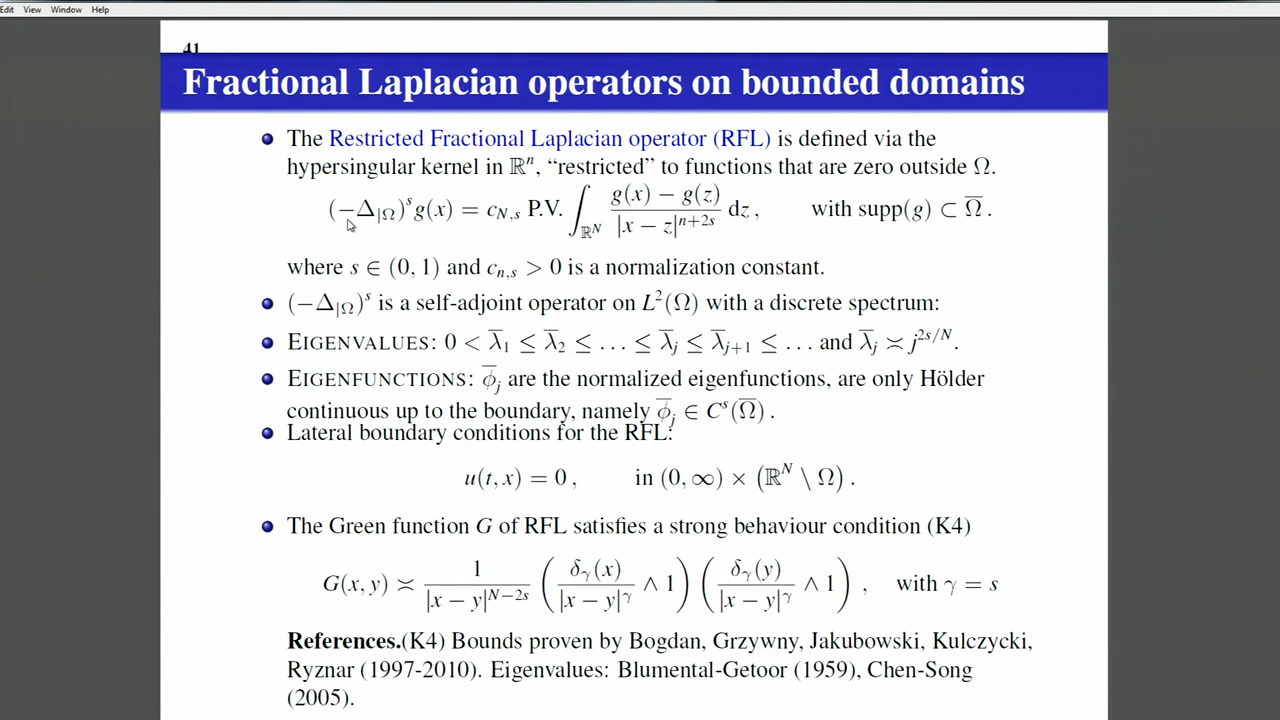 Edit View Window Help
41
Fractional Laplacian operators on bounded domains
The Restricted Fractional Laplacian operator (RFL) is defined via the
hypersingular kernel in ℝⁿ, “restricted” to functions that are zero outside Ω.
(−Δ|Ω)ˢ g(x) = c_{N,s} P.V. ∫_{ℝᴺ} (g(x) − g(z)) / |x − z|^{n+2s} dz , with supp(g) ⊂ Ω̅ .
where s ∈ (0, 1) and c_{n,s} > 0 is a normalization constant.
(−Δ|Ω)ˢ is a self-adjoint operator on L²(Ω) with a discrete spectrum:
EIGENVALUES: 0 < λ̅₁ ≤ λ̅₂ ≤ . . . ≤ λ̅_j ≤ λ̅_{j+1} ≤ . . . and λ̅_j ≍ j^{2s/N}.
EIGENFUNCTIONS: ϕ̅_j are the normalized eigenfunctions, are only Hölder
continuous up to the boundary, namely ϕ̅_j ∈ Cˢ(Ω̅) .
Lateral boundary conditions for the RFL:
u(t, x) = 0 , in (0, ∞) × (ℝᴺ \ Ω) .
The Green function G of RFL satisfies a strong behaviour condition (K4)
G(x, y) ≍ 1 / |x − y|^{N−2s} (δ_γ(x) / |x − y|^γ ∧ 1) (δ_γ(y) / |x − y|^γ ∧ 1) , with γ = s
References.(K4) Bounds proven by Bogdan, Grzywny, Jakubowski, Kulczycki,
Ryznar (1997-2010). Eigenvalues: Blumental-Getoor (1959), Chen-Song
(2005).